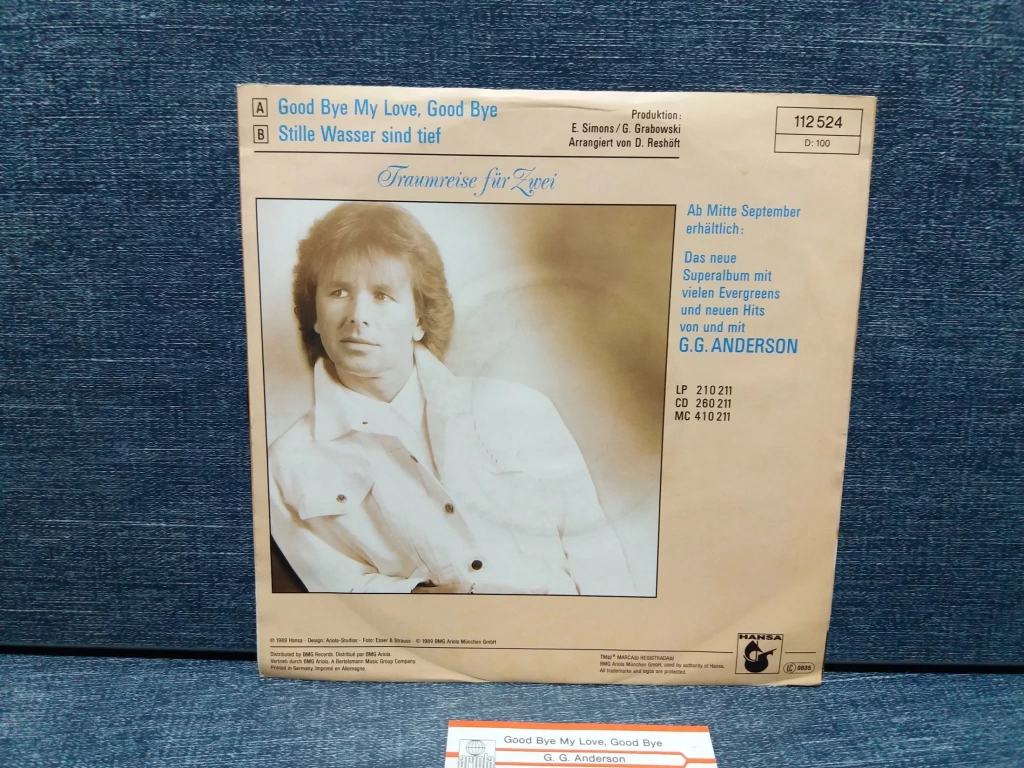 A Good Bye My Love, Good Bye
B Stille Wasser sind tief
Produktion:
E. Simons/G. Grabowski
Arrangiert von D. Reshöft
112 524
D: 100
Traumreise für Zwei
Ab Mitte September
erhältlich:
Das neue
Superalbum mit
vielen Evergreens
und neuen Hits
von und mit
G.G. ANDERSON
LP 210 211
CD 260 211
MC 410 211
℗ 1989 Hansa · Design: Ariola-Studios · Foto: Esser & Strauss · © 1989 BMG Ariola München GmbH
Distributed by BMG Records. Distribué par BMG Ariola.
Vertrieb durch BMG Ariola. A Bertelsmann Music Group Company.
Printed in Germany. Imprimé en Allemagne.
MARCA(S) REGISTRADA(S)
BMG Ariola München GmbH, used by authority of Hansa.
All trademarks and logos are protected.
HANSA
LC 0835
Good Bye My Love, Good Bye
G. G. Anderson
ariola